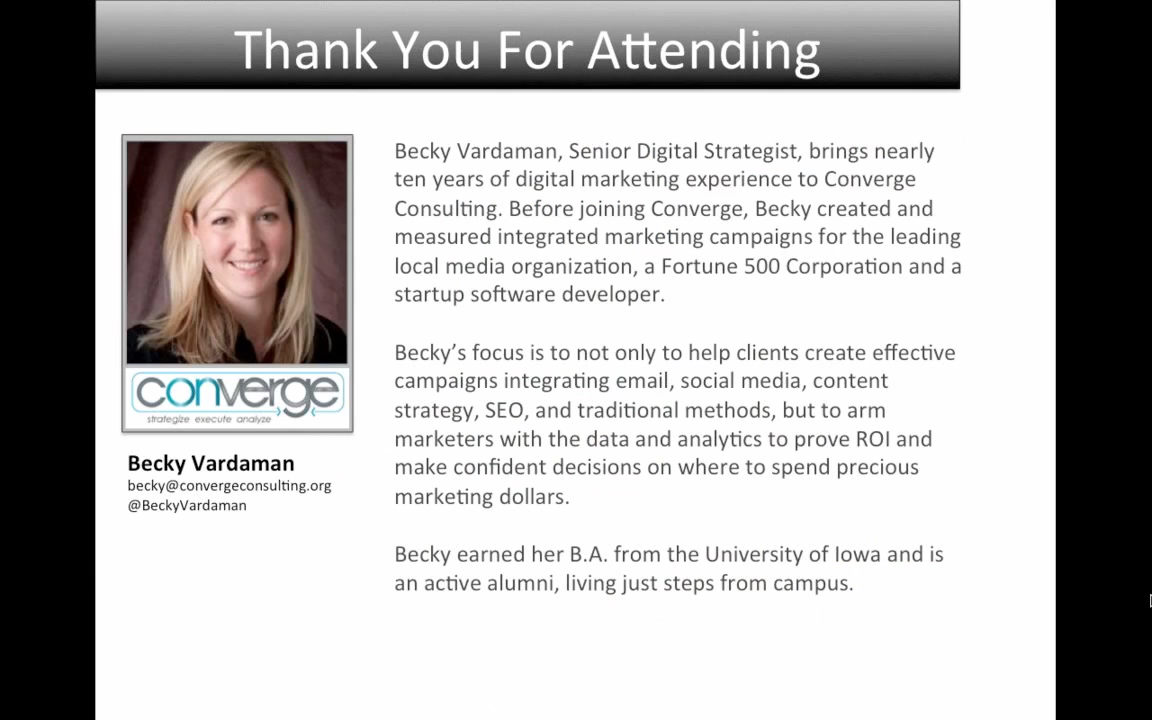 Thank You For Attending
Becky Vardaman, Senior Digital Strategist, brings nearly
ten years of digital marketing experience to Converge
Consulting. Before joining Converge, Becky created and
measured integrated marketing campaigns for the leading
local media organization, a Fortune 500 Corporation and a
startup software developer.
Becky’s focus is to not only to help clients create effective
campaigns integrating email, social media, content
strategy, SEO, and traditional methods, but to arm
marketers with the data and analytics to prove ROI and
make confident decisions on where to spend precious
marketing dollars.
Becky earned her B.A. from the University of Iowa and is
an active alumni, living just steps from campus.
converge
strategize execute analyze
Becky Vardaman
becky@convergeconsulting.org
@BeckyVardaman